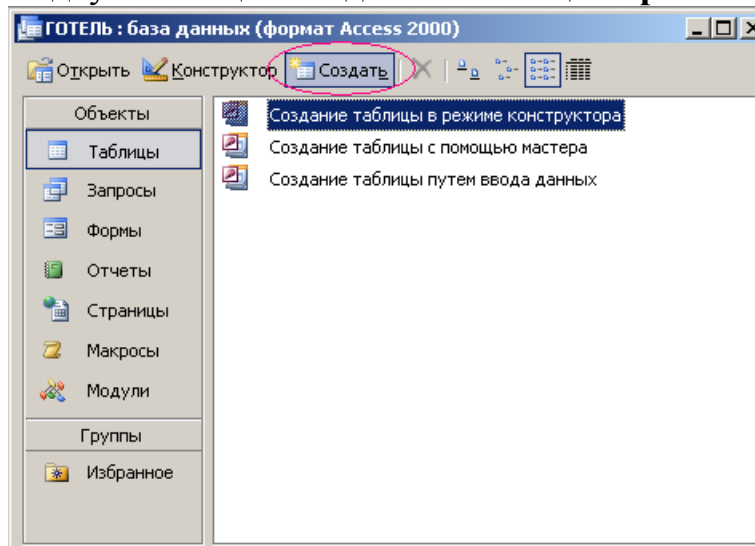 ГОТЕЛЬ : база данных (формат Access 2000)
Открыть Конструктор Создать
Объекты
Таблицы
Запросы
Формы
Отчеты
Страницы
Макросы
Модули
Группы
Избранное
Создание таблицы в режиме конструктора
Создание таблицы с помощью мастера
Создание таблицы путем ввода данных